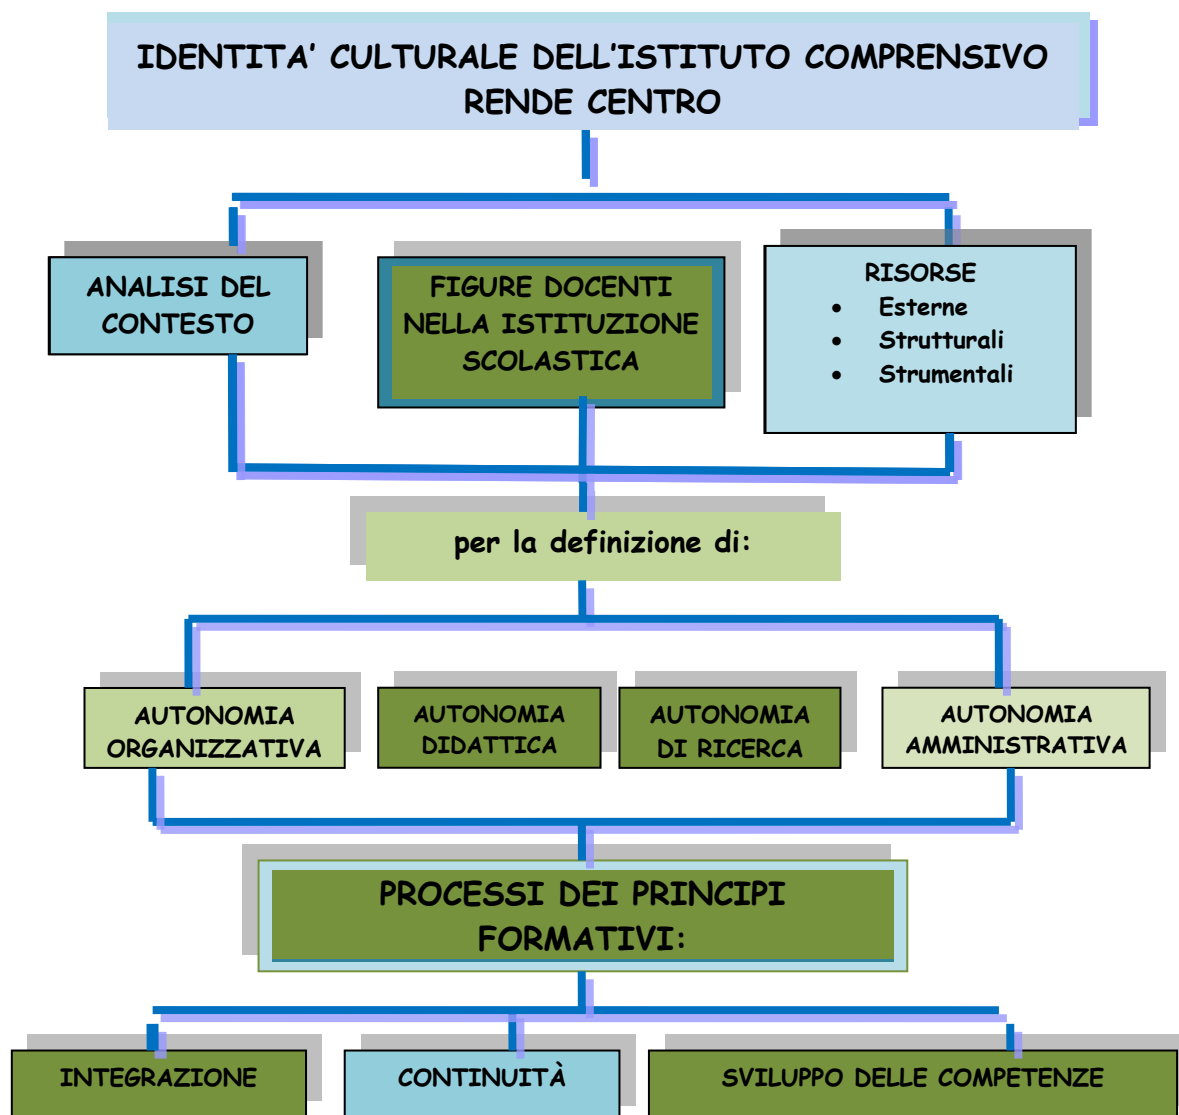 IDENTITA' CULTURALE DELL'ISTITUTO COMPRENSIVO
RENDE CENTRO
ANALISI DEL
CONTESTO
FIGURE DOCENTI
NELLA ISTITUZIONE
SCOLASTICA
RISORSE
• Esterne
• Strutturali
• Strumentali
per la definizione di:
AUTONOMIA
ORGANIZZATIVA
AUTONOMIA
DIDATTICA
AUTONOMIA
DI RICERCA
AUTONOMIA
AMMINISTRATIVA
PROCESSI DEI PRINCIPI
FORMATIVI:
INTEGRAZIONE
CONTINUITÀ
SVILUPPO DELLE COMPETENZE